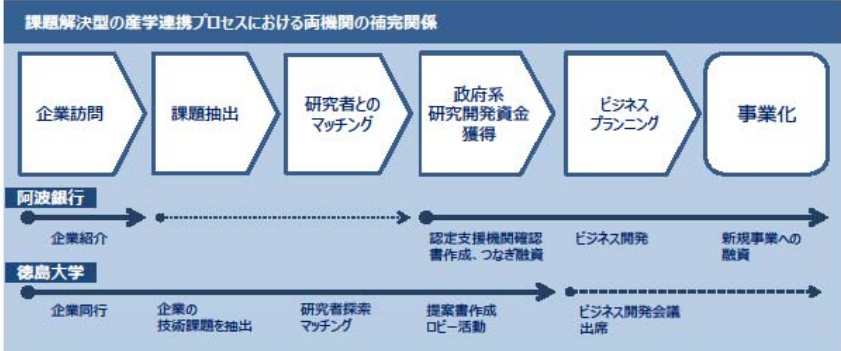 課題解決型の産学連携プロセスにおける両機関の補完関係
企業訪問
課題抽出
研究者との
マッチング
政府系
研究開発資金
獲得
ビジネス
プランニング
事業化
阿波銀行
企業紹介
認定支援機関確認
書作成、つなぎ融資
ビジネス開発
新規事業への
融資
徳島大学
企業同行
企業の
技術課題を抽出
研究者探索
マッチング
提案書作成
ロビー活動
ビジネス開発会議
出席